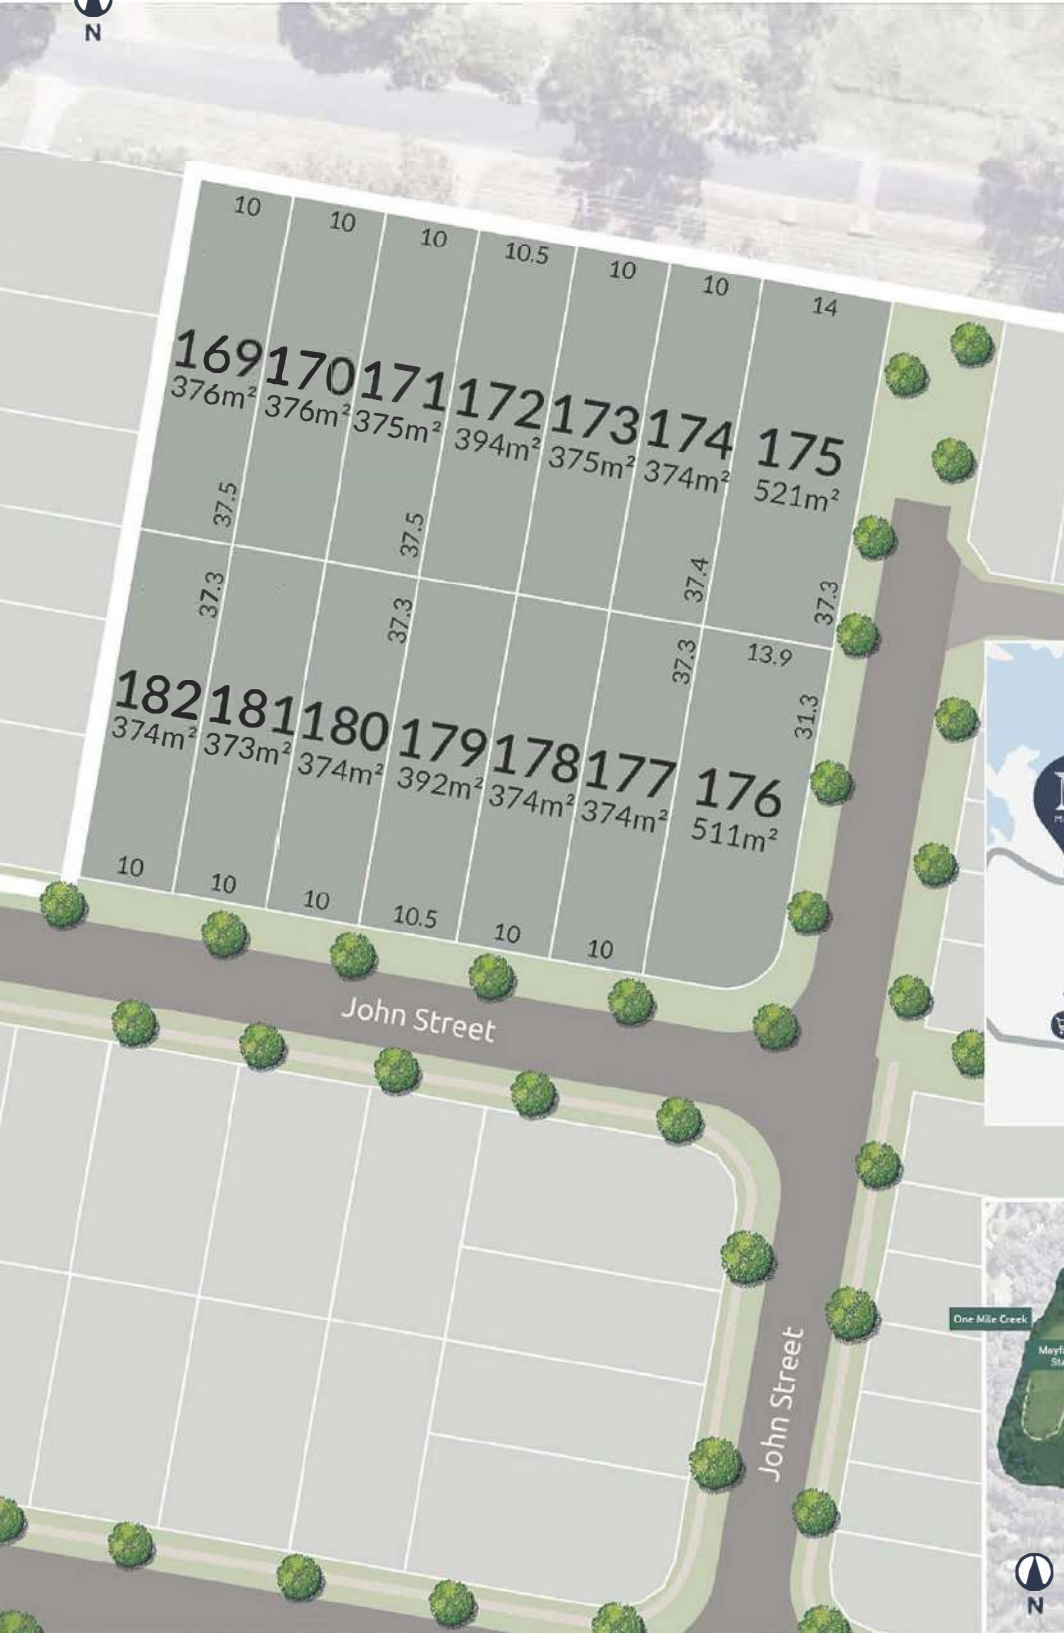 N
10
10
10
10.5
10
10
14
169
376m²
170
376m²
171
375m²
172
394m²
173
375m²
174
374m²
175
521m²
37.5
37.5
37.4
37.3
37.3
37.3
37.3
13.9
31.3
182
374m²
181
373m²
180
374m²
179
392m²
178
374m²
177
374m²
176
511m²
10
10
10
10.5
10
10
John Street
John Street
One Mile Creek
N